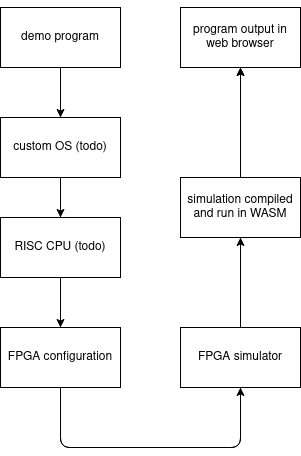 demo program
custom OS (todo)
RISC CPU (todo)
FPGA configuration
FPGA simulator
simulation compiled
and run in WASM
program output in
web browser